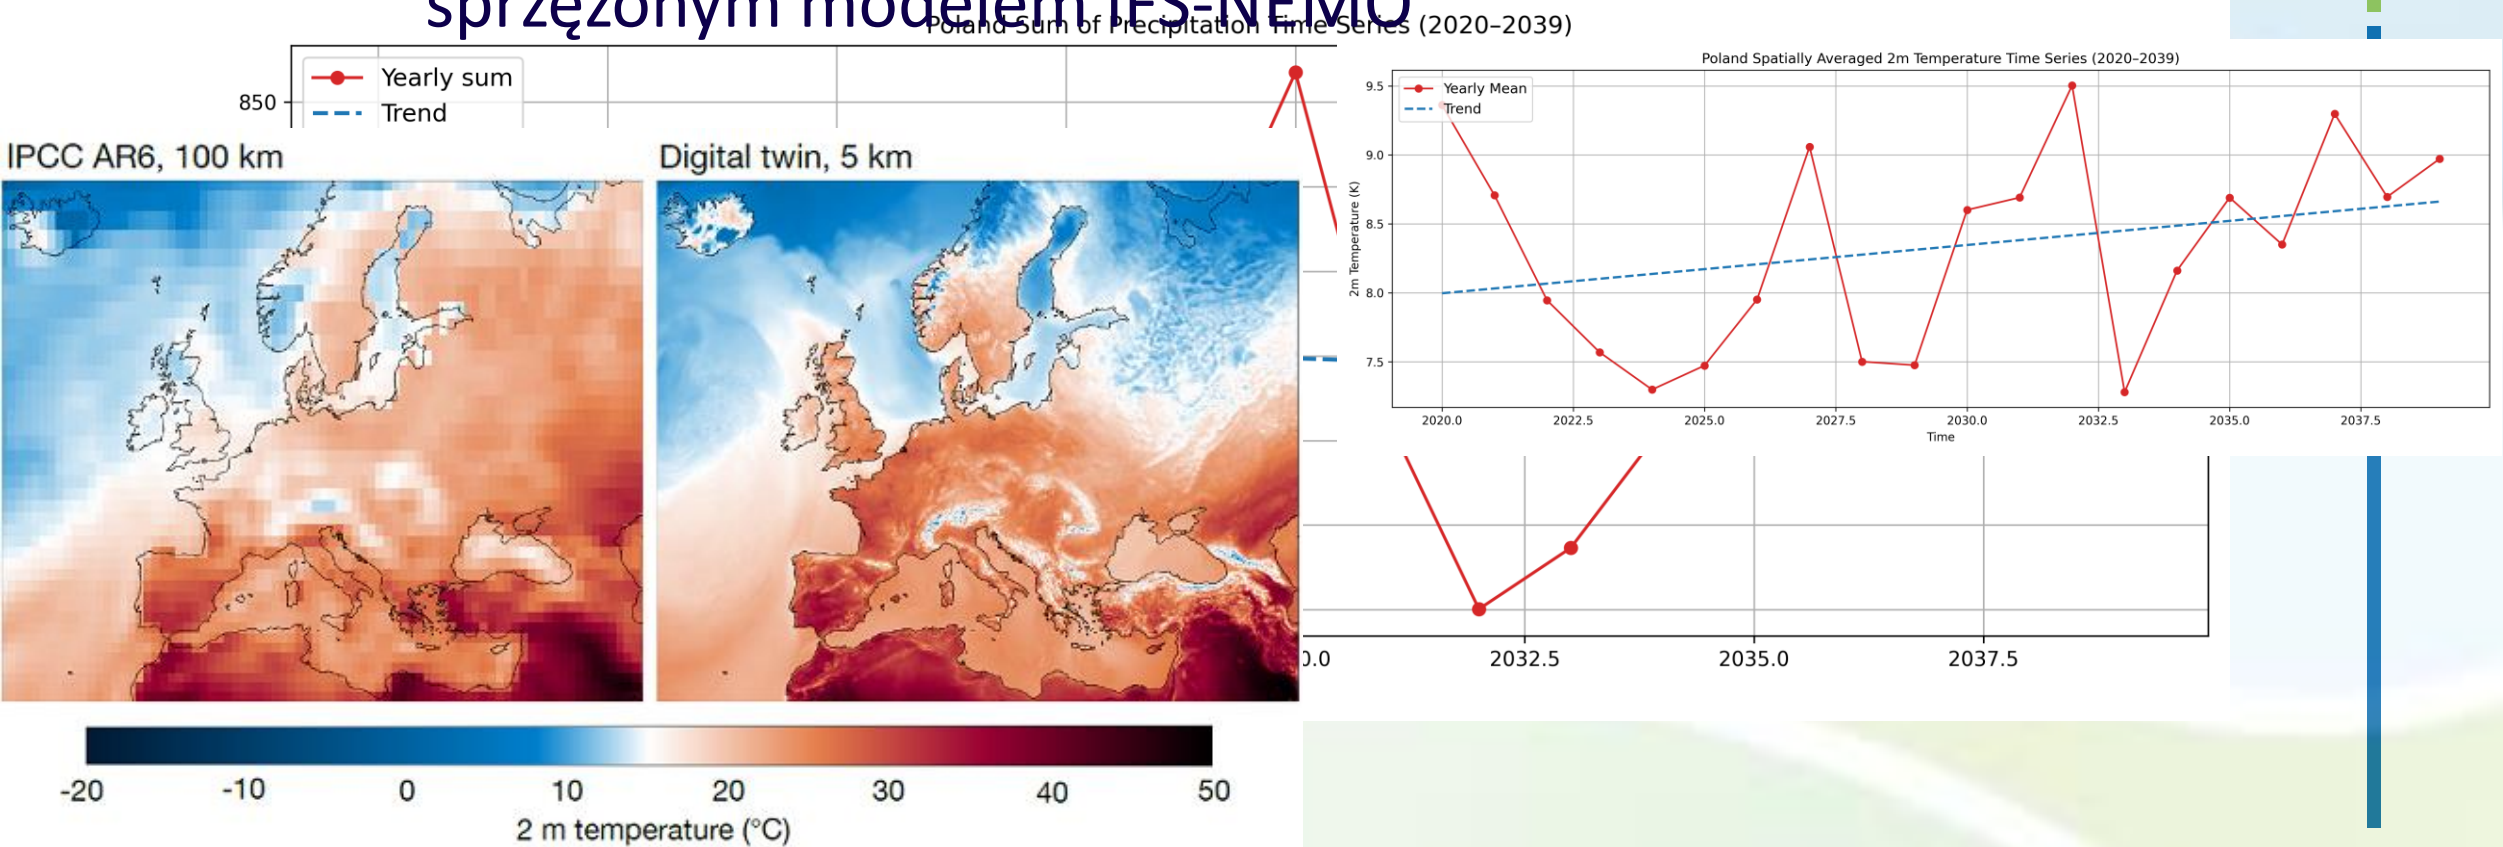 sprzężonym modelem IFS-NEMO
Poland Sum of Precipitation Time Series (2020–2039)
Yearly sum
Trend
850
IPCC AR6, 100 km
Digital twin, 5 km
-20 -10 0 10 20 30 40 50
2 m temperature (°C)
Poland Spatially Averaged 2m Temperature Time Series (2020–2039)
Yearly Mean
Trend
9.5
9.0
8.5
8.0
7.5
2m Temperature (K)
2020.0 2022.5 2025.0 2027.5 2030.0 2032.5 2035.0 2037.5
Time
0.0 2032.5 2035.0 2037.5